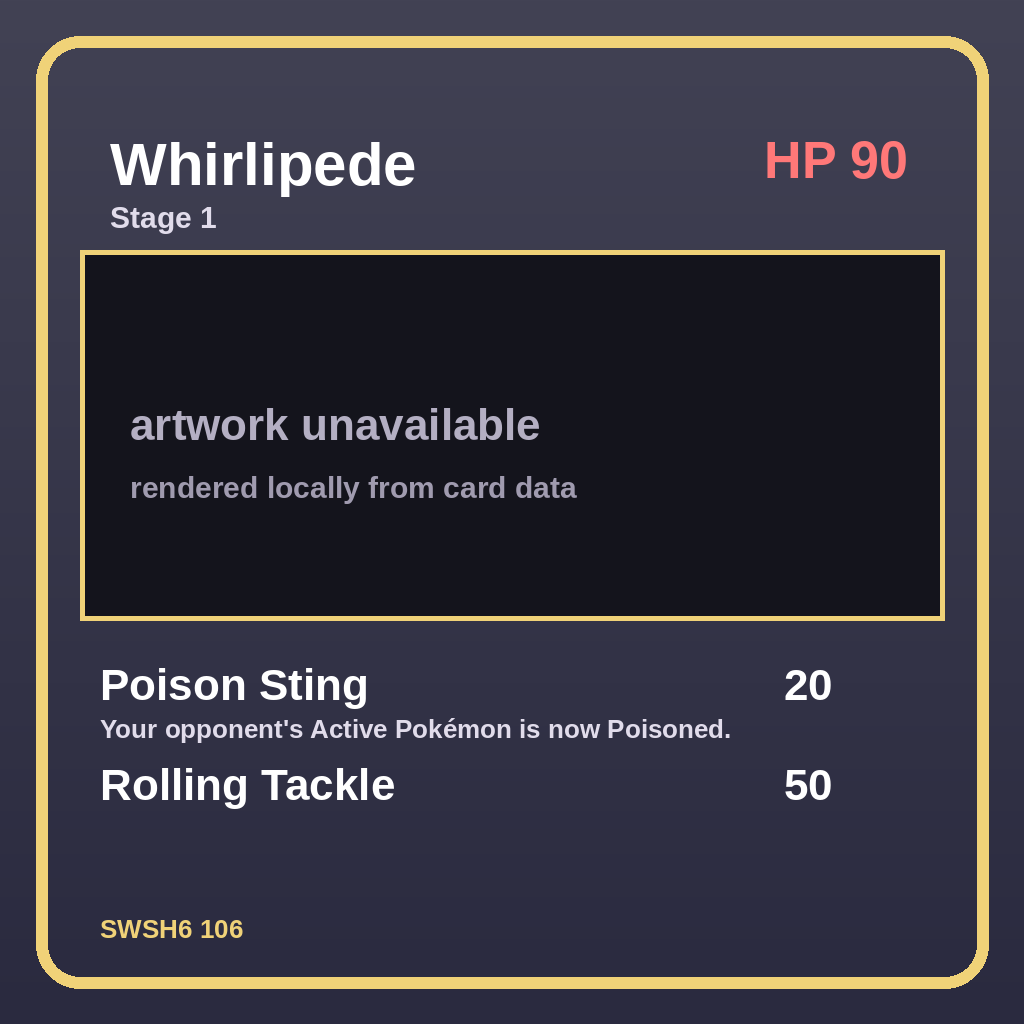 Whirlipede
HP 90
Stage 1
artwork unavailable
rendered locally from card data
Poison Sting
20
Your opponent's Active Pokémon is now Poisoned.
Rolling Tackle
50
SWSH6 106